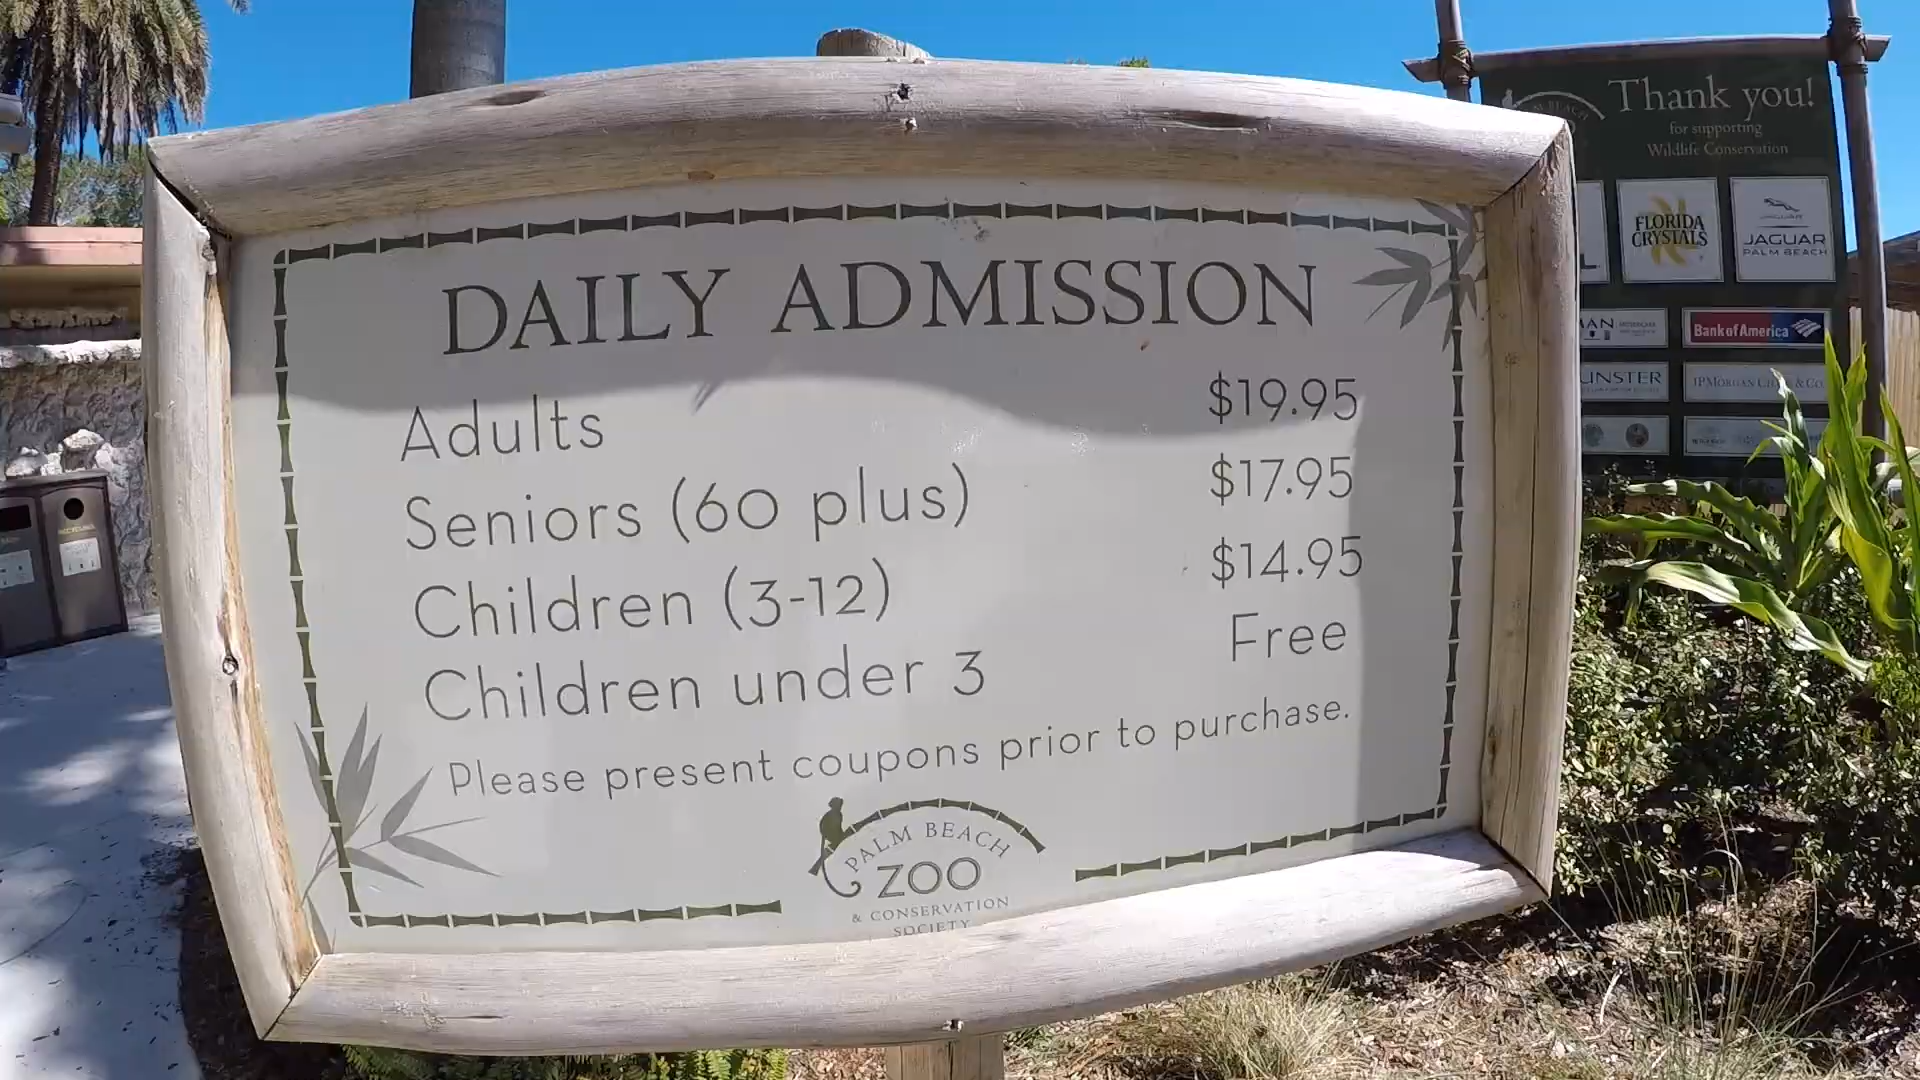 DAILY ADMISSION
Adults $19.95
Seniors (60 plus) $17.95
Children (3-12) $14.95
Children under 3 Free
Please present coupons prior to purchase.
PALM BEACH
ZOO
& CONSERVATION
SOCIETY
Thank you!
for supporting
Wildlife Conservation
FLORIDA
CRYSTALS
JAGUAR
JAGUAR
PALM BEACH
Bank of America
JPMORGAN CHASE & CO.